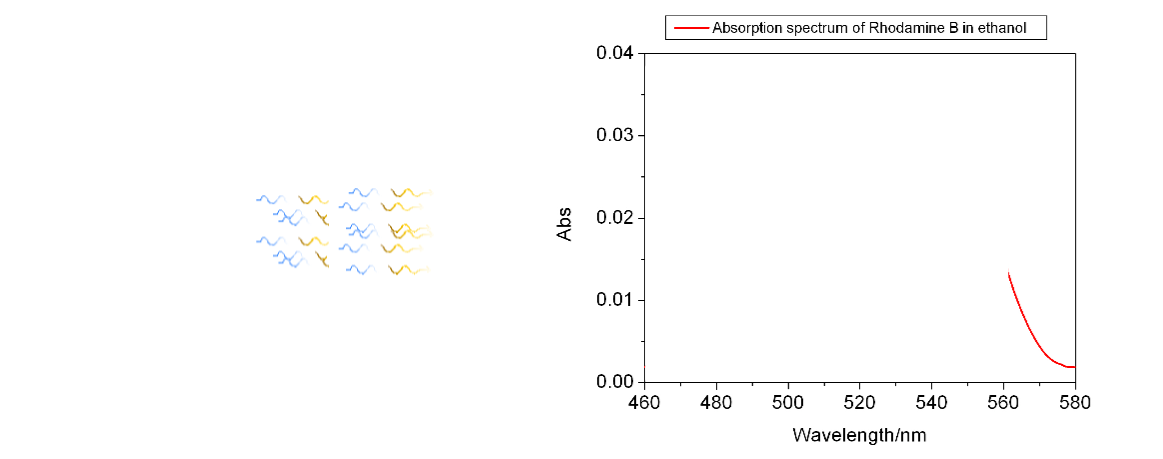 Absorption spectrum of Rhodamine B in ethanol
0.04
0.03
0.02
0.01
0.00
Abs
460 480 500 520 540 560 580
Wavelength/nm